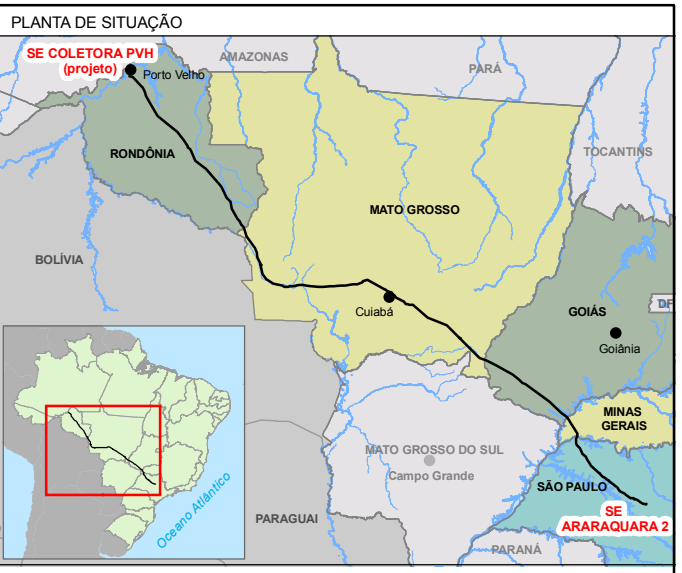 PLANTA DE SITUAÇÃO
SE COLETORA PVH
(projeto)
AMAZONAS
Porto Velho
PARÁ
TOCANTINS
RONDÔNIA
MATO GROSSO
BOLÍVIA
DF
GOIÁS
Cuiabá
Goiânia
MINAS
GERAIS
MATO GROSSO DO SUL
Campo Grande
SÃO PAULO
SE
ARARAQUARA 2
PARAGUAI
PARANÁ
Oceano Atlântico